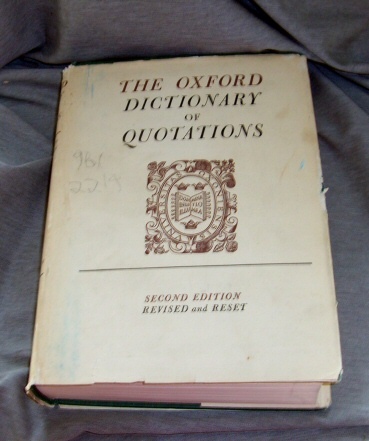 THE OXFORD
DICTIONARY
OF
QUOTATIONS
SECOND EDITION
REVISED and RESET